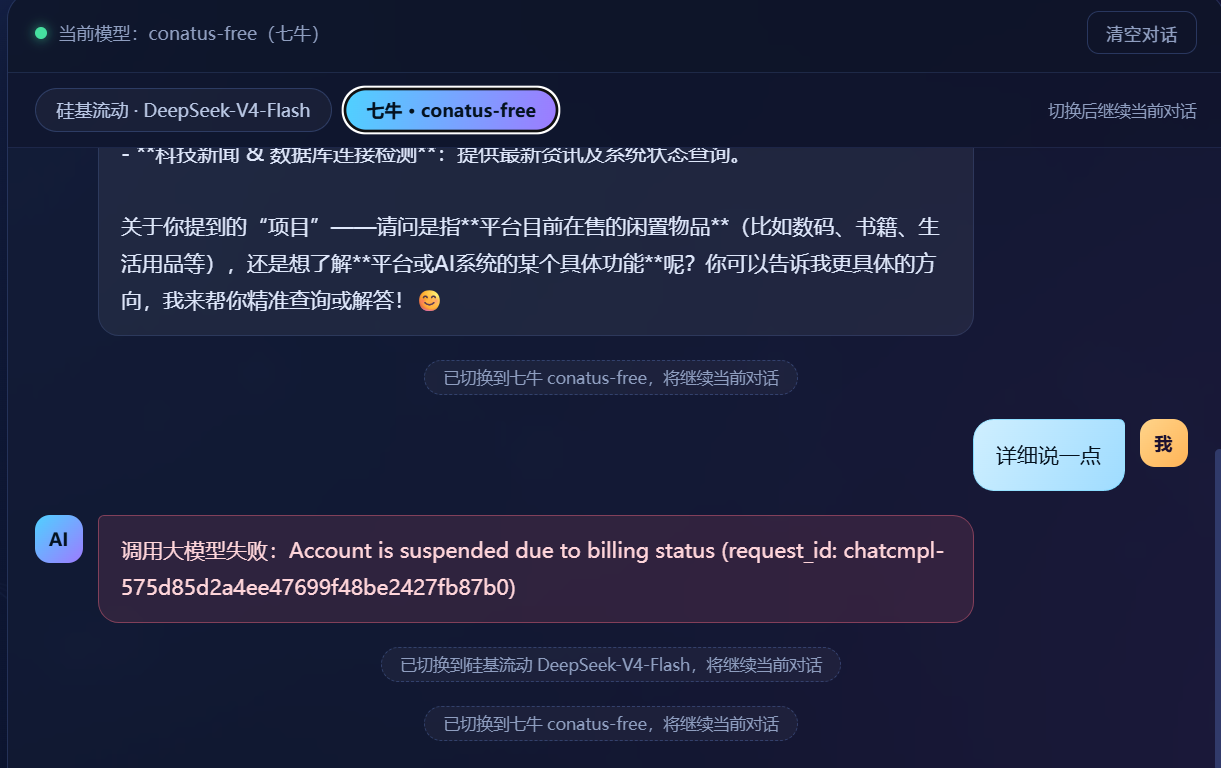 当前模型：conatus-free（七牛）
清空对话
硅基流动 · DeepSeek-V4-Flash
七牛 · conatus-free
切换后继续当前对话
- **科技新闻 & 数据库连接检测**：提供最新资讯及系统状态查询。
关于你提到的“项目”——请问是指**平台目前在售的闲置物品**（比如数码、书籍、生
活用品等），还是想了解**平台或AI系统的某个具体功能**呢？你可以告诉我更具体的方
向，我来帮你精准查询或解答！😊
已切换到七牛 conatus-free，将继续当前对话
详细说一点
我
AI
调用大模型失败：Account is suspended due to billing status (request_id: chatcmpl-
575d85d2a4ee47699f48be2427fb87b0)
已切换到硅基流动 DeepSeek-V4-Flash，将继续当前对话
已切换到七牛 conatus-free，将继续当前对话